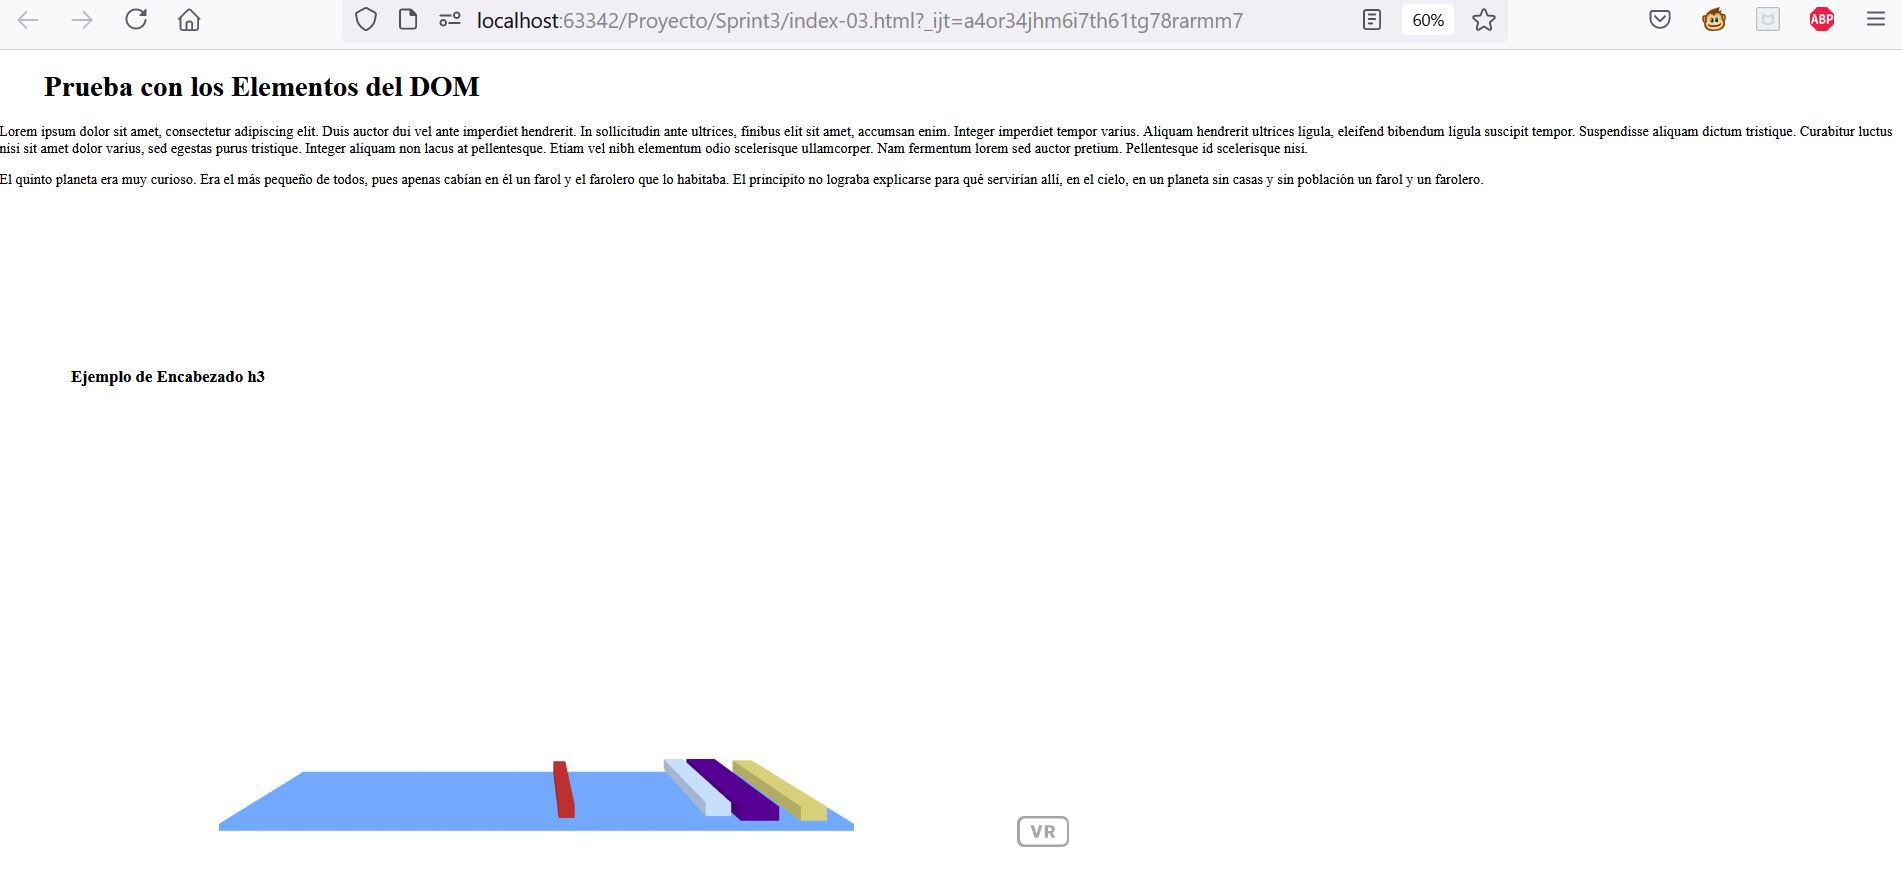 localhost:63342/Proyecto/Sprint3/index-03.html?_ijt=a4or34jhm6i7th61tg78rarmm7
60%
ABP
Prueba con los Elementos del DOM
Lorem ipsum dolor sit amet, consectetur adipiscing elit. Duis auctor dui vel ante imperdiet hendrerit. In sollicitudin ante ultrices, finibus elit sit amet, accumsan enim. Integer imperdiet tempor varius. Aliquam hendrerit ultrices ligula, eleifend bibendum ligula suscipit tempor. Suspendisse aliquam dictum tristique. Curabitur luctus
nisi sit amet dolor varius, sed egestas purus tristique. Integer aliquam non lacus at pellentesque. Etiam vel nibh elementum odio scelerisque ullamcorper. Nam fermentum lorem sed auctor pretium. Pellentesque id scelerisque nisi.
El quinto planeta era muy curioso. Era el más pequeño de todos, pues apenas cabían en él un farol y el farolero que lo habitaba. El principito no lograba explicarse para qué servirían allí, en el cielo, en un planeta sin casas y sin población un farol y un farolero.
Ejemplo de Encabezado h3
VR